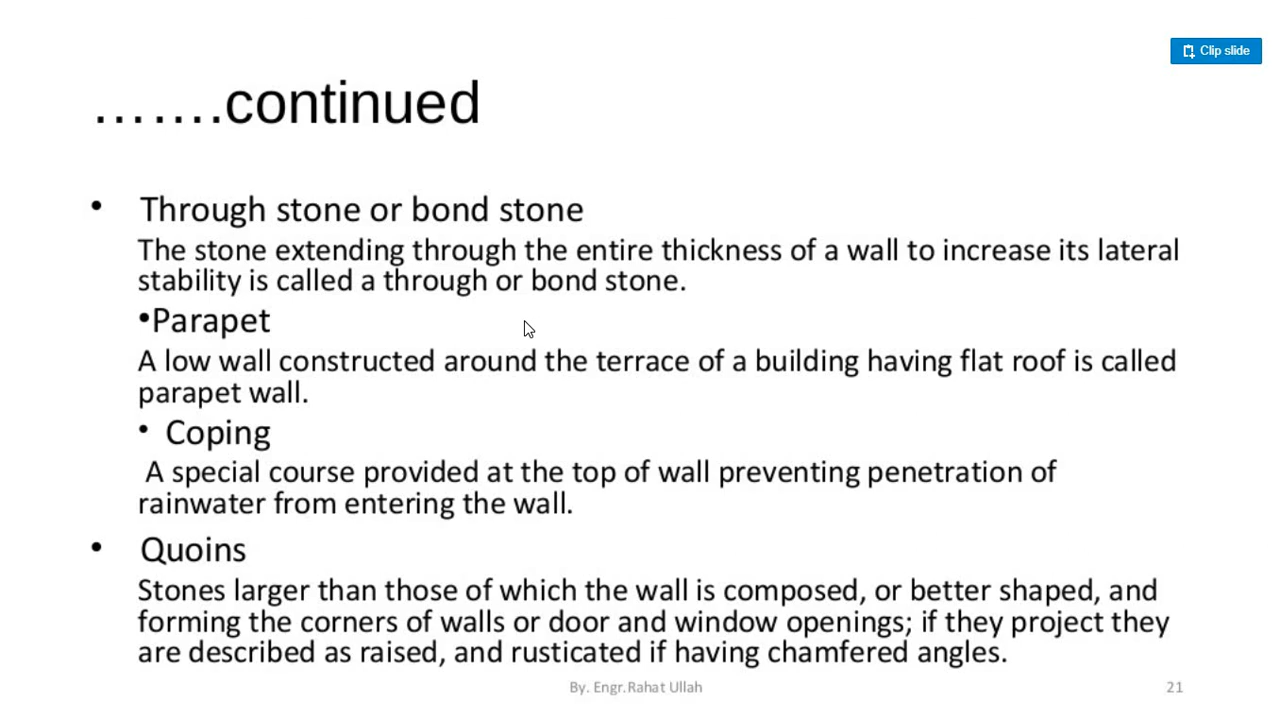 Clip slide
…….continued
• Through stone or bond stone
The stone extending through the entire thickness of a wall to increase its lateral
stability is called a through or bond stone.
•Parapet
A low wall constructed around the terrace of a building having flat roof is called
parapet wall.
• Coping
A special course provided at the top of wall preventing penetration of
rainwater from entering the wall.
• Quoins
Stones larger than those of which the wall is composed, or better shaped, and
forming the corners of walls or door and window openings; if they project they
are described as raised, and rusticated if having chamfered angles.
By. Engr.Rahat Ullah
21